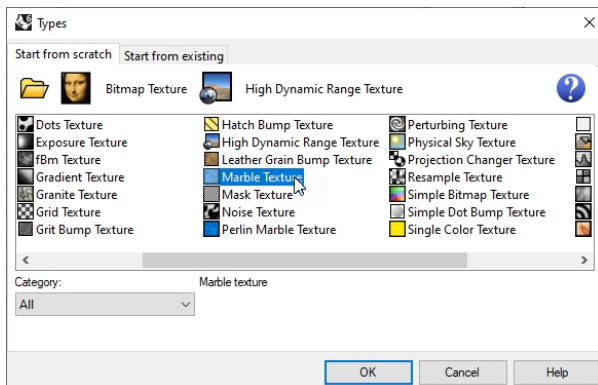 Types
Start from scratch
Start from existing
Bitmap Texture
High Dynamic Range Texture
Dots Texture
Exposure Texture
fBm Texture
Gradient Texture
Granite Texture
Grid Texture
Grit Bump Texture
Hatch Bump Texture
High Dynamic Range Texture
Leather Grain Bump Texture
Marble Texture
Mask Texture
Noise Texture
Perlin Marble Texture
Perturbing Texture
Physical Sky Texture
Projection Changer Texture
Resample Texture
Simple Bitmap Texture
Simple Dot Bump Texture
Single Color Texture
Category:
Marble texture
All
OK
Cancel
Help